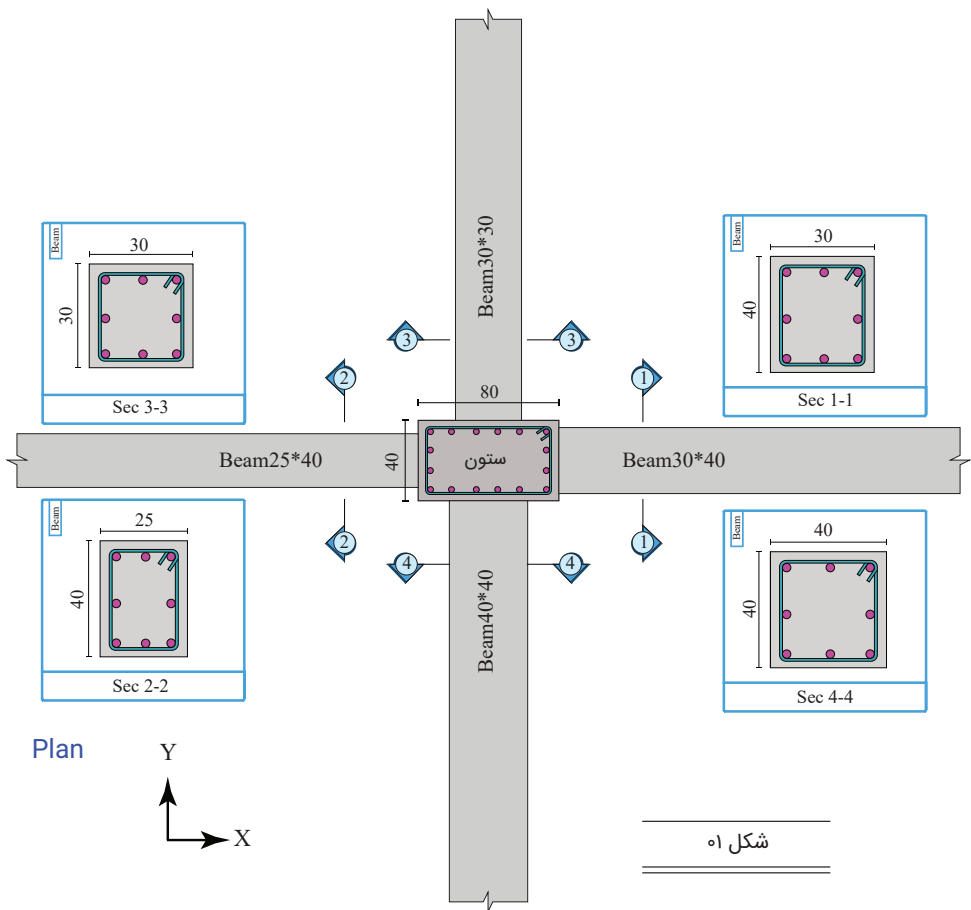 Beam
30
30
Sec 3-3
Beam30*30
Beam
30
40
Sec 1-1
3
3
2
1
80
40
Beam25*40
ستون
Beam30*40
Beam
25
40
Sec 2-2
2
1
4
4
Beam40*40
Beam
40
40
Sec 4-4
Plan
Y
X
شکل ۰۱